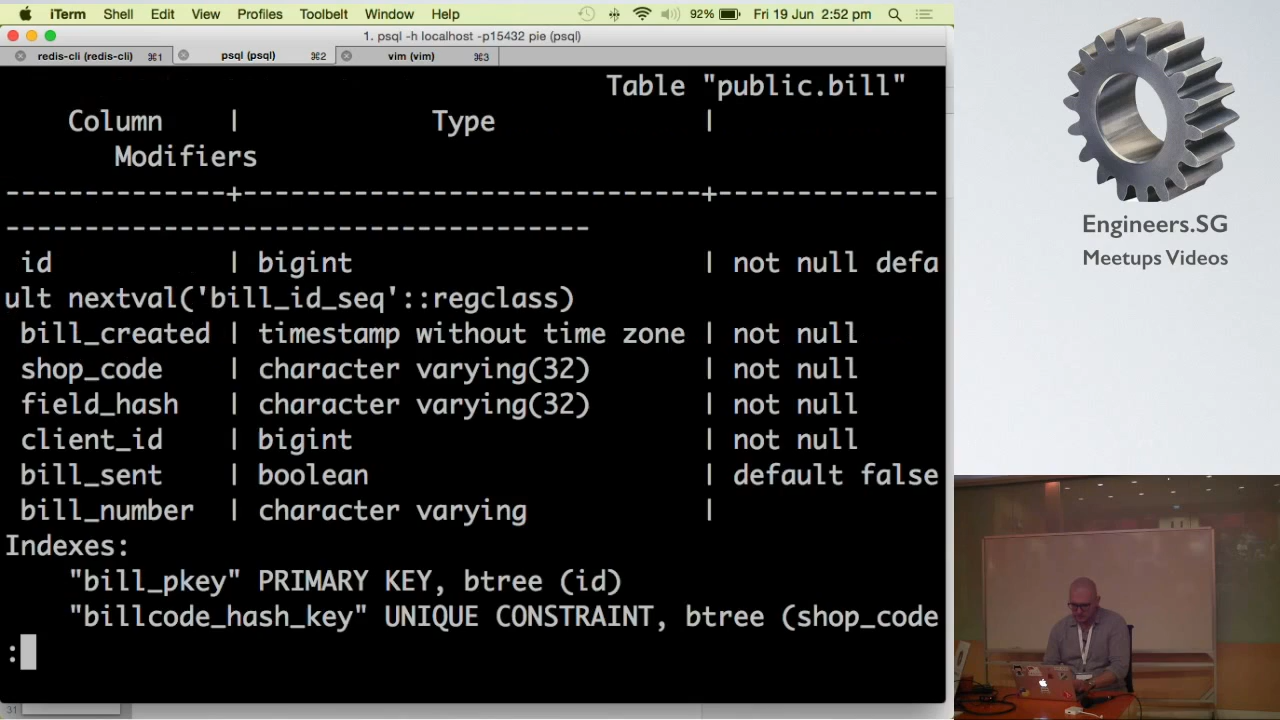 iTerm Shell Edit View Profiles Toolbelt Window Help 92% Fri 19 Jun 2:52 pm
1. psql -h localhost -p15432 pie (psql)
redis-cli (redis-cli) ⌘1 psql (psql) ⌘2 vim (vim) ⌘3
Table "public.bill"
Column | Type |
Modifiers
--------------+-----------------------------+---------------
-------------------------------------
id | bigint | not null defa
ult nextval('bill_id_seq'::regclass)
bill_created | timestamp without time zone | not null
shop_code | character varying(32) | not null
field_hash | character varying(32) | not null
client_id | bigint | not null
bill_sent | boolean | default false
bill_number | character varying |
Indexes:
"bill_pkey" PRIMARY KEY, btree (id)
"billcode_hash_key" UNIQUE CONSTRAINT, btree (shop_code
:
31
Engineers.SG
Meetups Videos